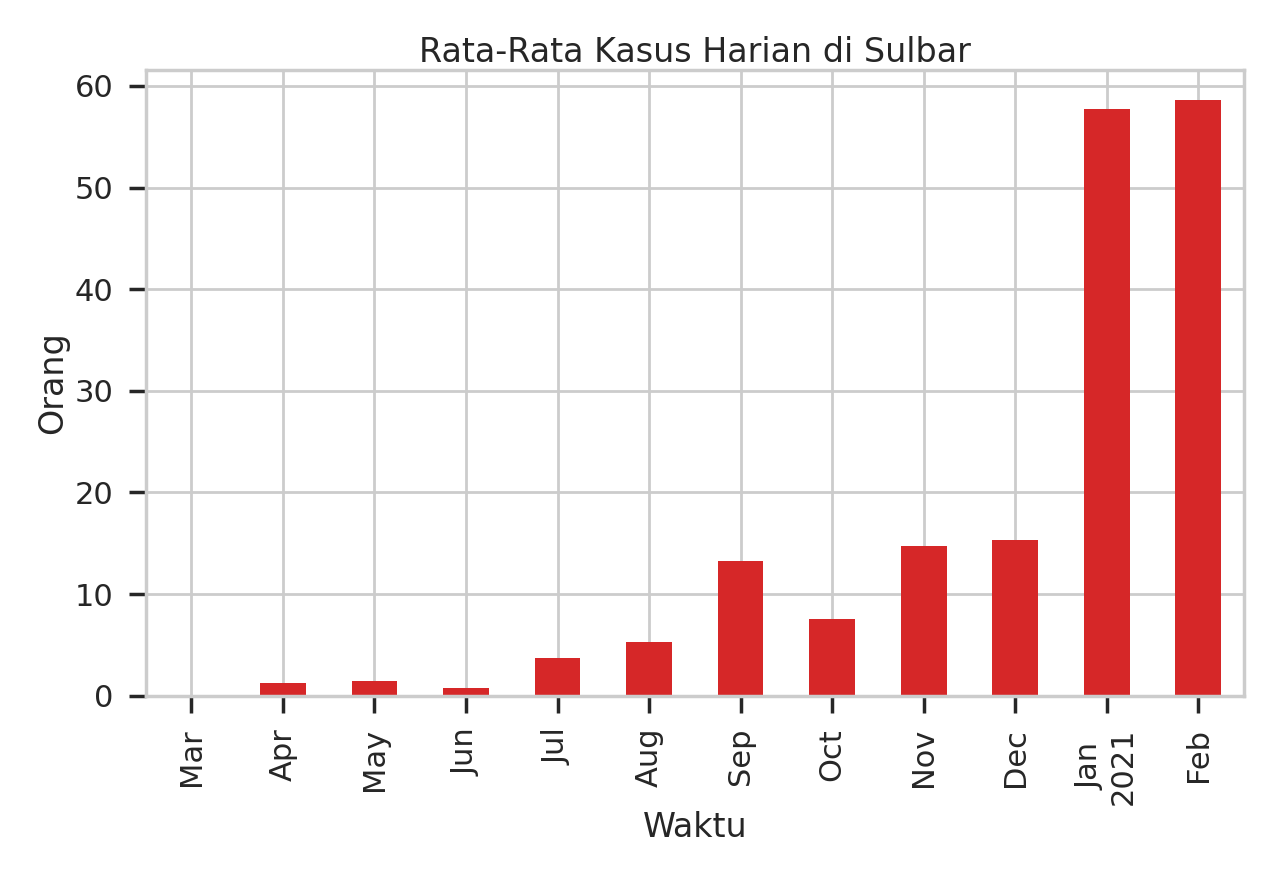 Rata-Rata Kasus Harian di Sulbar
60
50
40
30
20
10
0
Orang
Mar
Apr
May
Jun
Jul
Aug
Sep
Oct
Nov
Dec
Jan
2021
Feb
Waktu